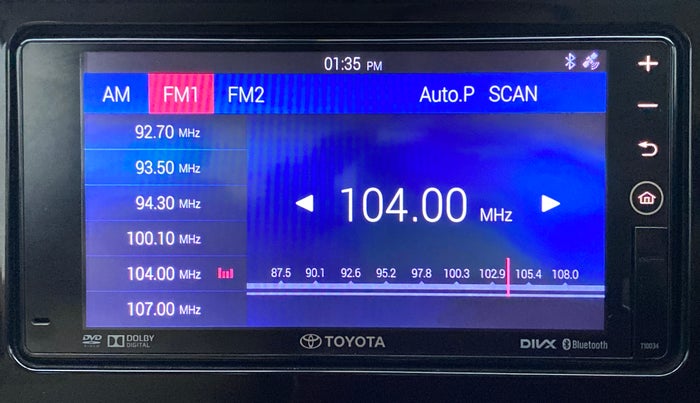 01:35 PM
AM FM1 FM2 Auto.P SCAN
92.70 MHz
93.50 MHz
94.30 MHz
100.10 MHz
104.00 MHz
107.00 MHz
104.00 MHz
87.5 90.1 92.6 95.2 97.8 100.3 102.9 105.4 108.0
DVD DOLBY DIGITAL TOYOTA DIVX Bluetooth T10034